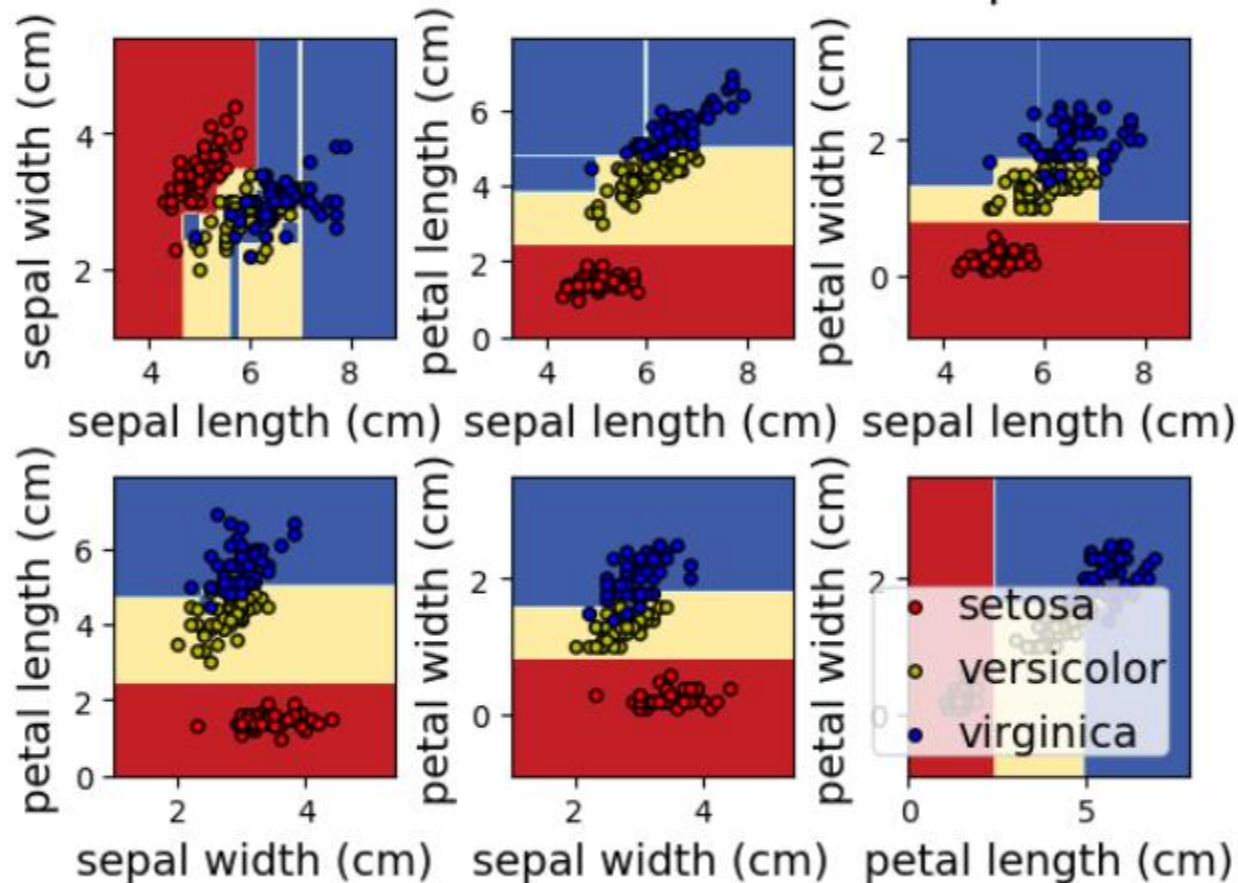 sepal width (cm)
4
2
4 6 8
sepal length (cm)
petal length (cm)
6
4
2
0
4 6 8
sepal length (cm)
petal width (cm)
2
0
4 6 8
sepal length (cm)
petal length (cm)
6
4
2
0
2 4
sepal width (cm)
petal width (cm)
2
0
2 4
sepal width (cm)
petal width (cm)
2
0
0 5
petal length (cm)
setosa
versicolor
virginica